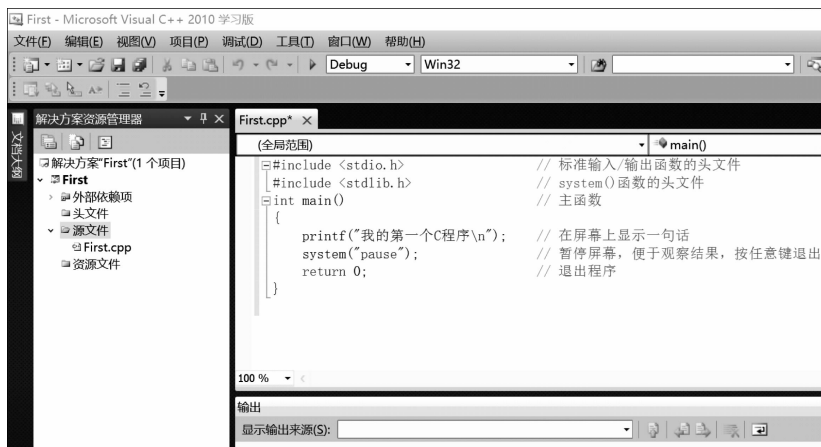 First - Microsoft Visual C++ 2010 学习版
文件(F) 编辑(E) 视图(V) 项目(P) 调试(D) 工具(T) 窗口(W) 帮助(H)
Debug Win32
解决方案资源管理器
First.cpp*
文档大纲
(全局范围) main()
解决方案"First"(1 个项目)
First
外部依赖项
头文件
源文件
First.cpp
资源文件
#include <stdio.h> // 标准输入/输出函数的头文件
#include <stdlib.h> // system()函数的头文件
int main() // 主函数
{
printf("我的第一个C程序\n"); // 在屏幕上显示一句话
system("pause"); // 暂停屏幕，便于观察结果，按任意键退出
return 0; // 退出程序
}
100 %
输出
显示输出来源(S):